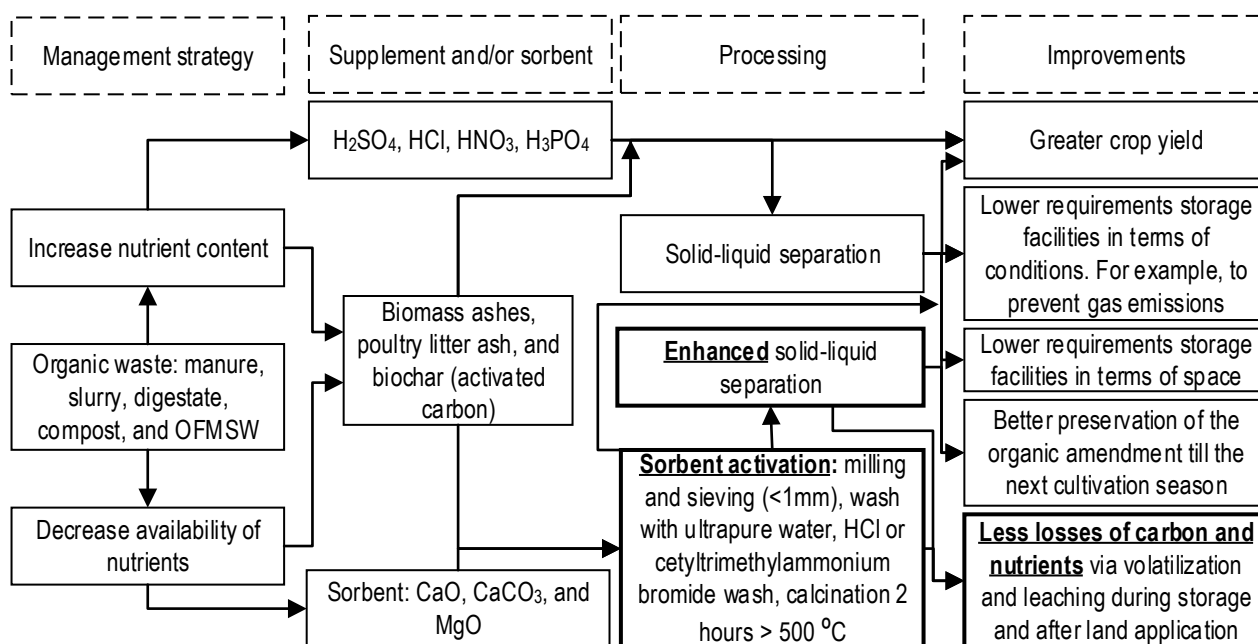 Management strategy
Supplement and/or sorbent
Processing
Improvements
H₂SO₄, HCl, HNO₃, H₃PO₄
Greater crop yield
Increase nutrient content
Solid-liquid separation
Lower requirements storage
facilities in terms of
conditions. For example, to
prevent gas emissions
Organic waste: manure,
slurry, digestate,
compost, and OFMSW
Biomass ashes,
poultry litter ash, and
biochar (activated
carbon)
Enhanced solid-liquid
separation
Lower requirements storage
facilities in terms of space
Better preservation of the
organic amendment till the
next cultivation season
Decrease availability of
nutrients
Sorbent: CaO, CaCO₃, and
MgO
Sorbent activation: milling
and sieving (<1mm), wash
with ultrapure water, HCl or
cetyltrimethylammonium
bromide wash, calcination 2
hours > 500 ⁰C
Less losses of carbon and
nutrients via volatilization
and leaching during storage
and after land application